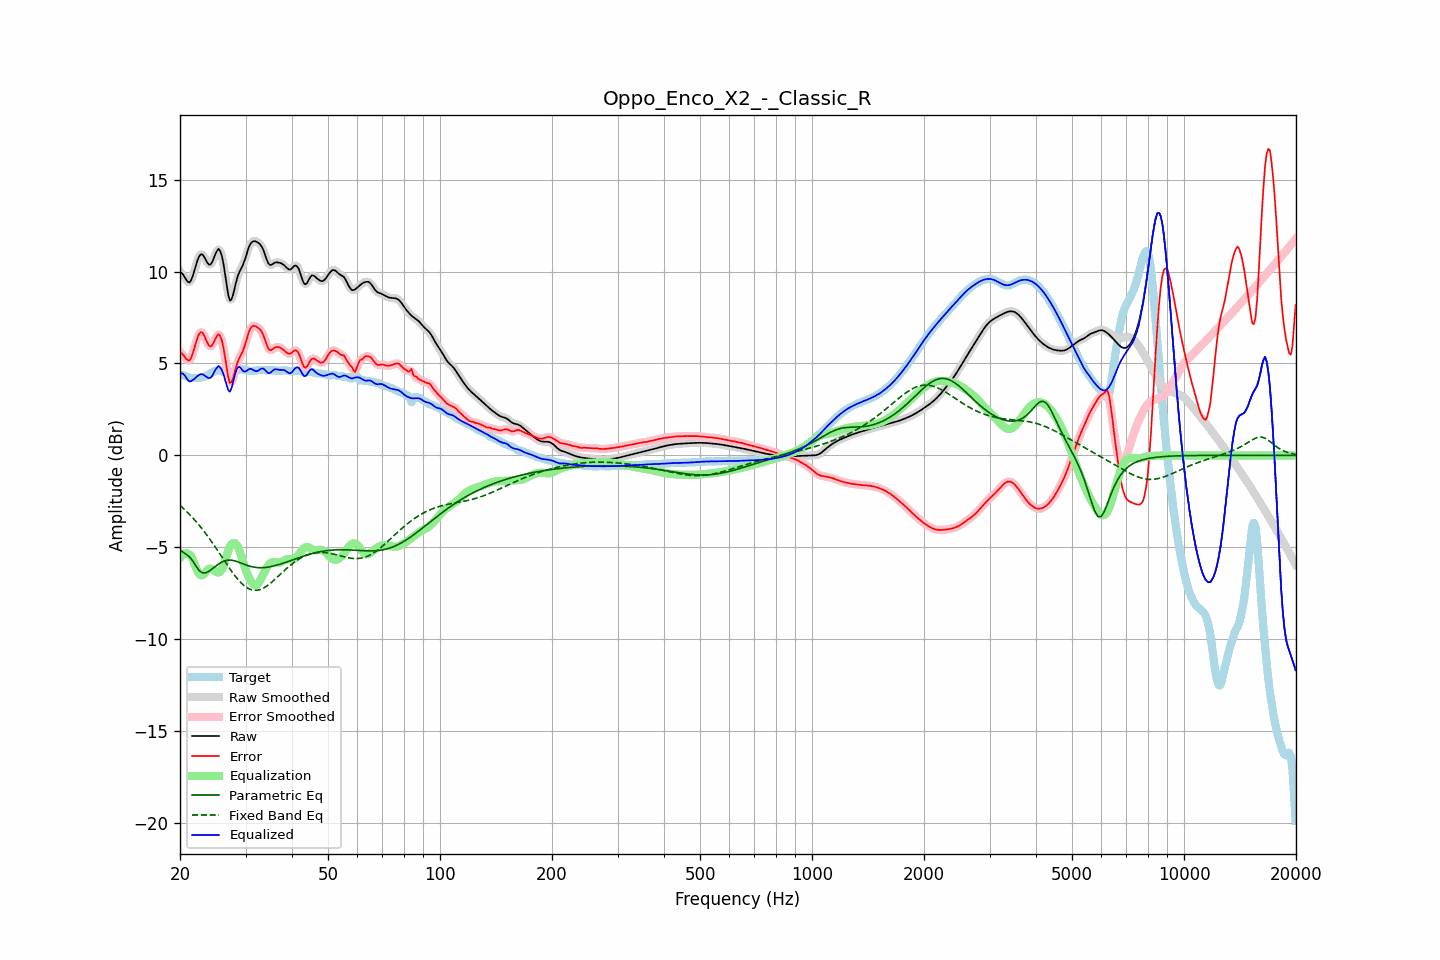 Oppo_Enco_X2_-_Classic_R
Amplitude (dBr)
15
10
5
0
−5
−10
−15
−20
Target
Raw Smoothed
Error Smoothed
Raw
Error
Equalization
Parametric Eq
Fixed Band Eq
Equalized
20 50 100 200 500 1000 2000 5000 10000 20000
Frequency (Hz)